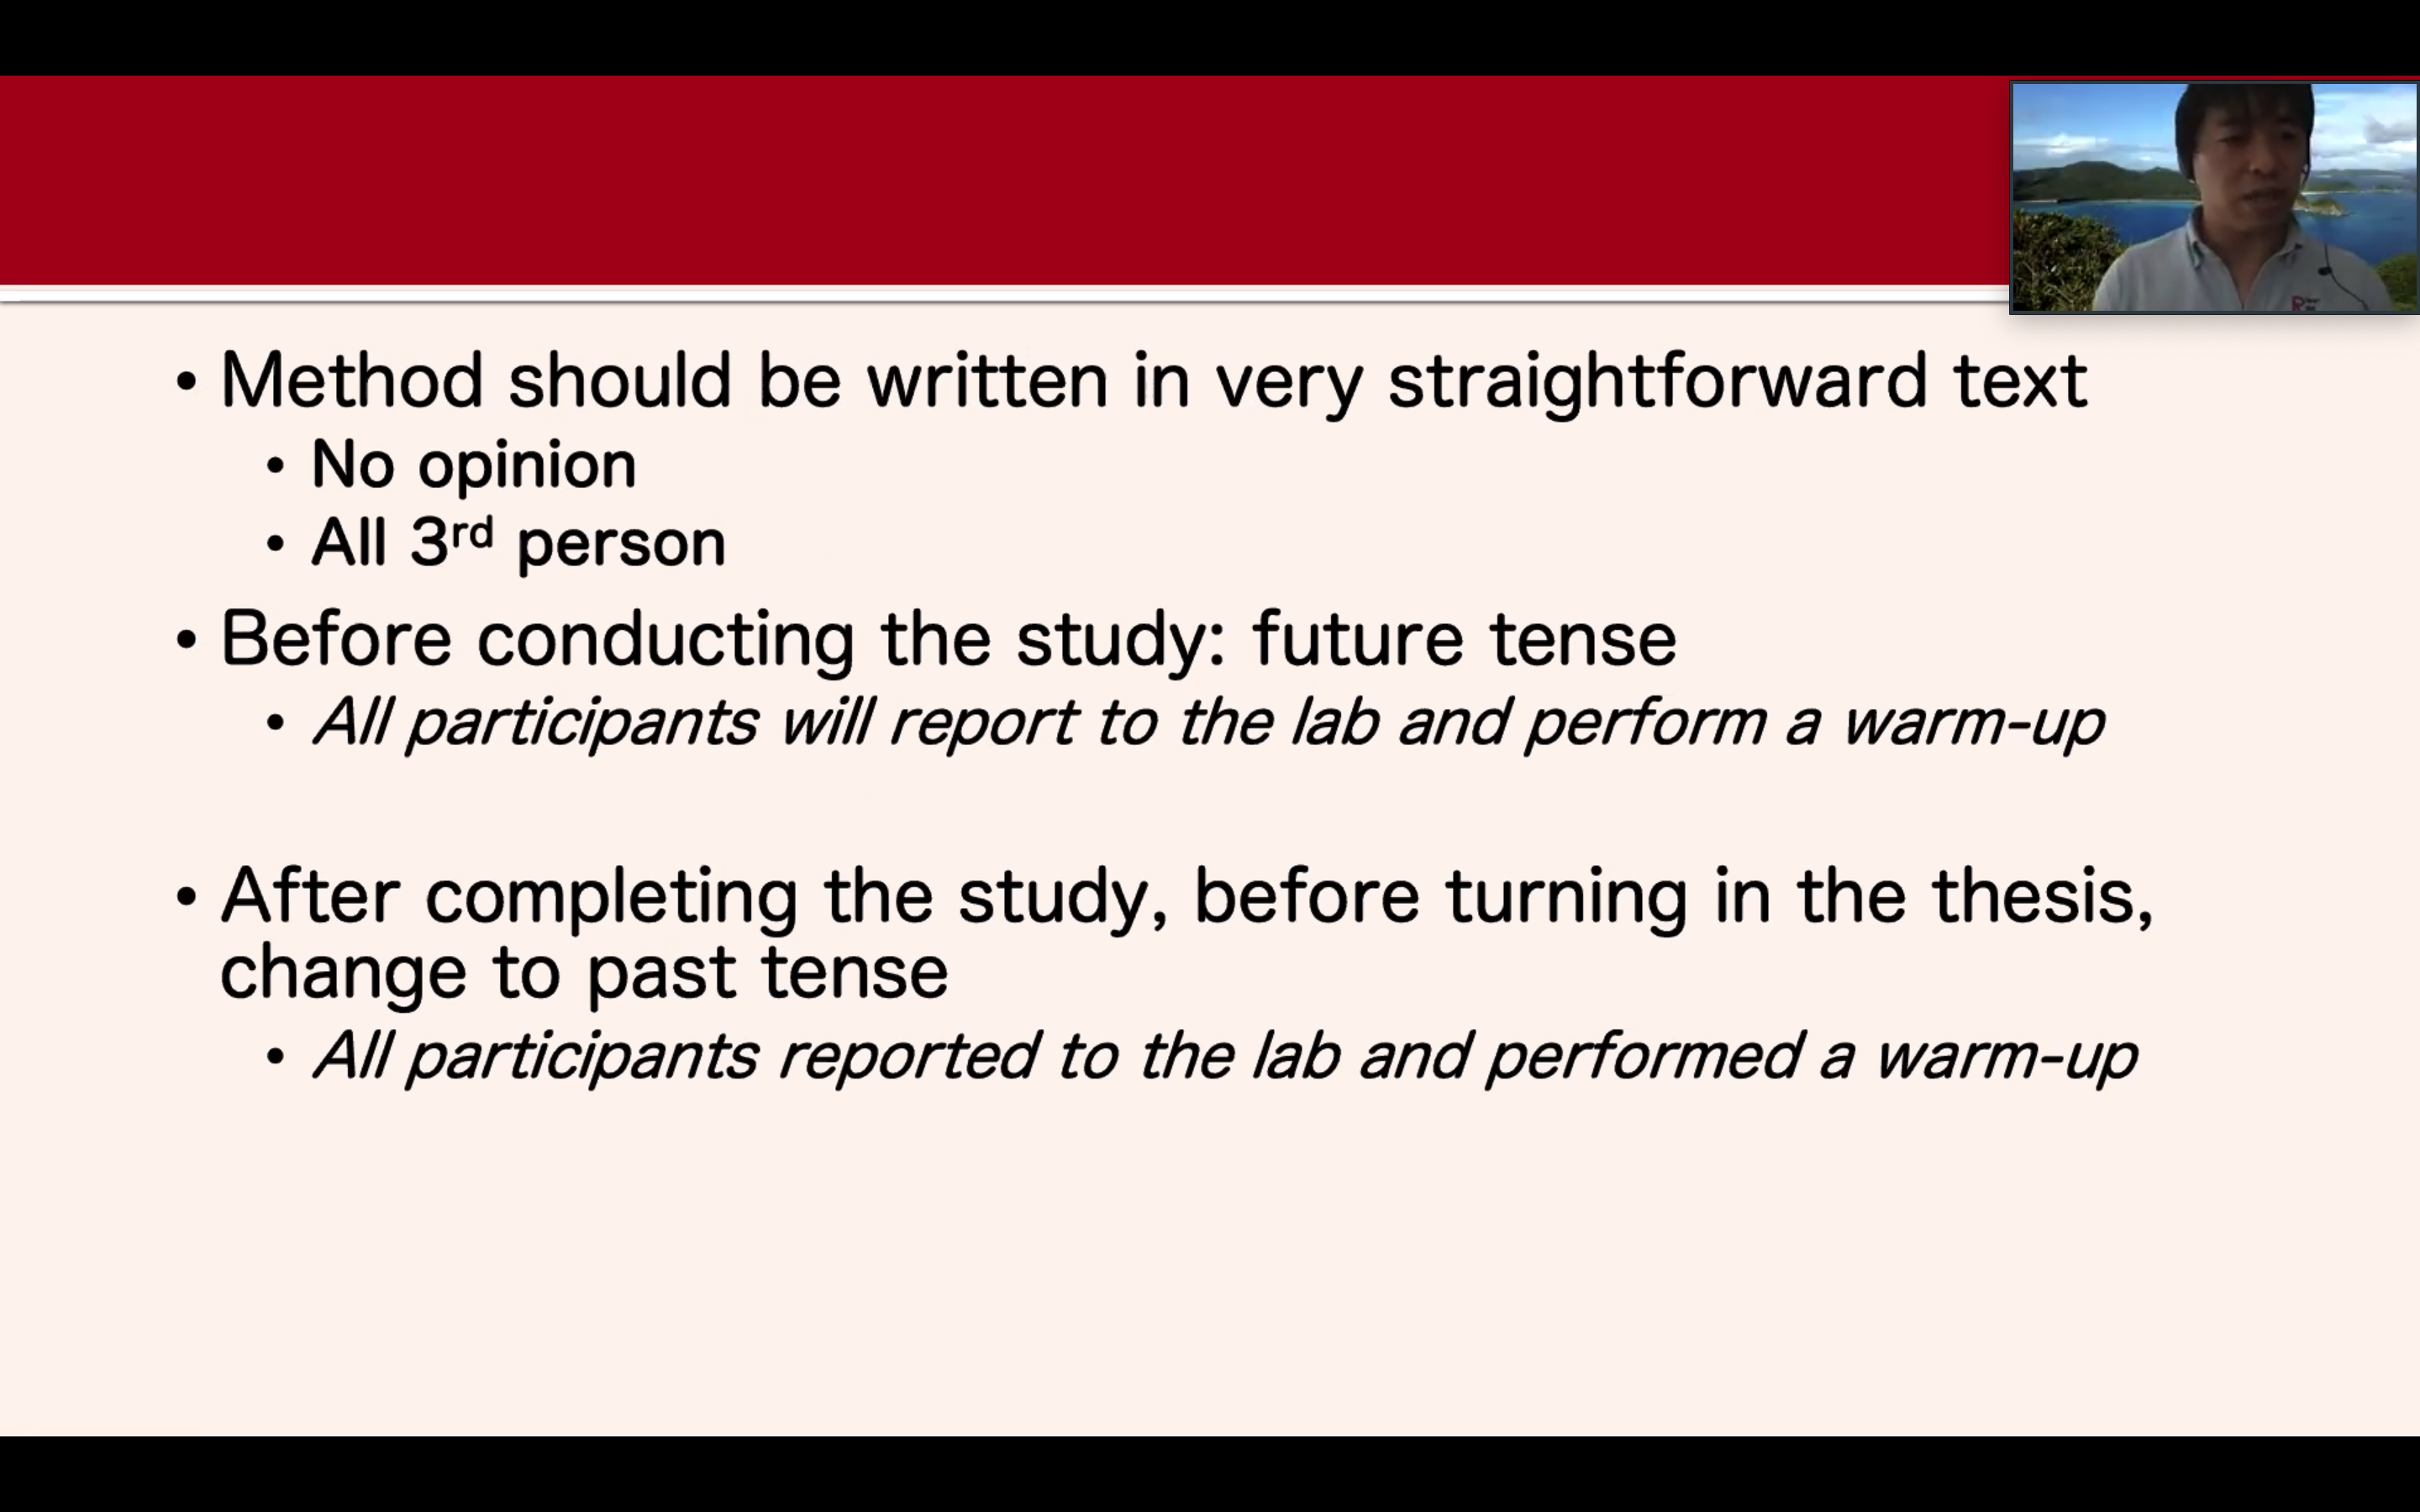 • Method should be written in very straightforward text
• No opinion
• All 3rd person
• Before conducting the study: future tense
• All participants will report to the lab and perform a warm-up
• After completing the study, before turning in the thesis,
change to past tense
• All participants reported to the lab and performed a warm-up